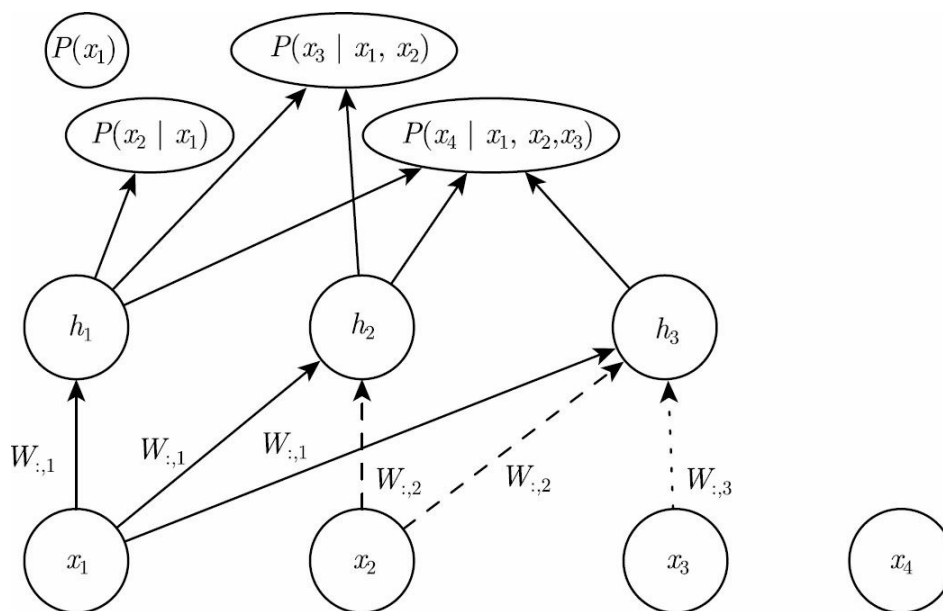 P(x₁)
P(x₃ | x₁, x₂)
P(x₂ | x₁)
P(x₄ | x₁, x₂,x₃)
h₁
h₂
h₃
W:,₁
W:,₁
W:,₁
W:,₂
W:,₂
W:,₃
x₁
x₂
x₃
x₄